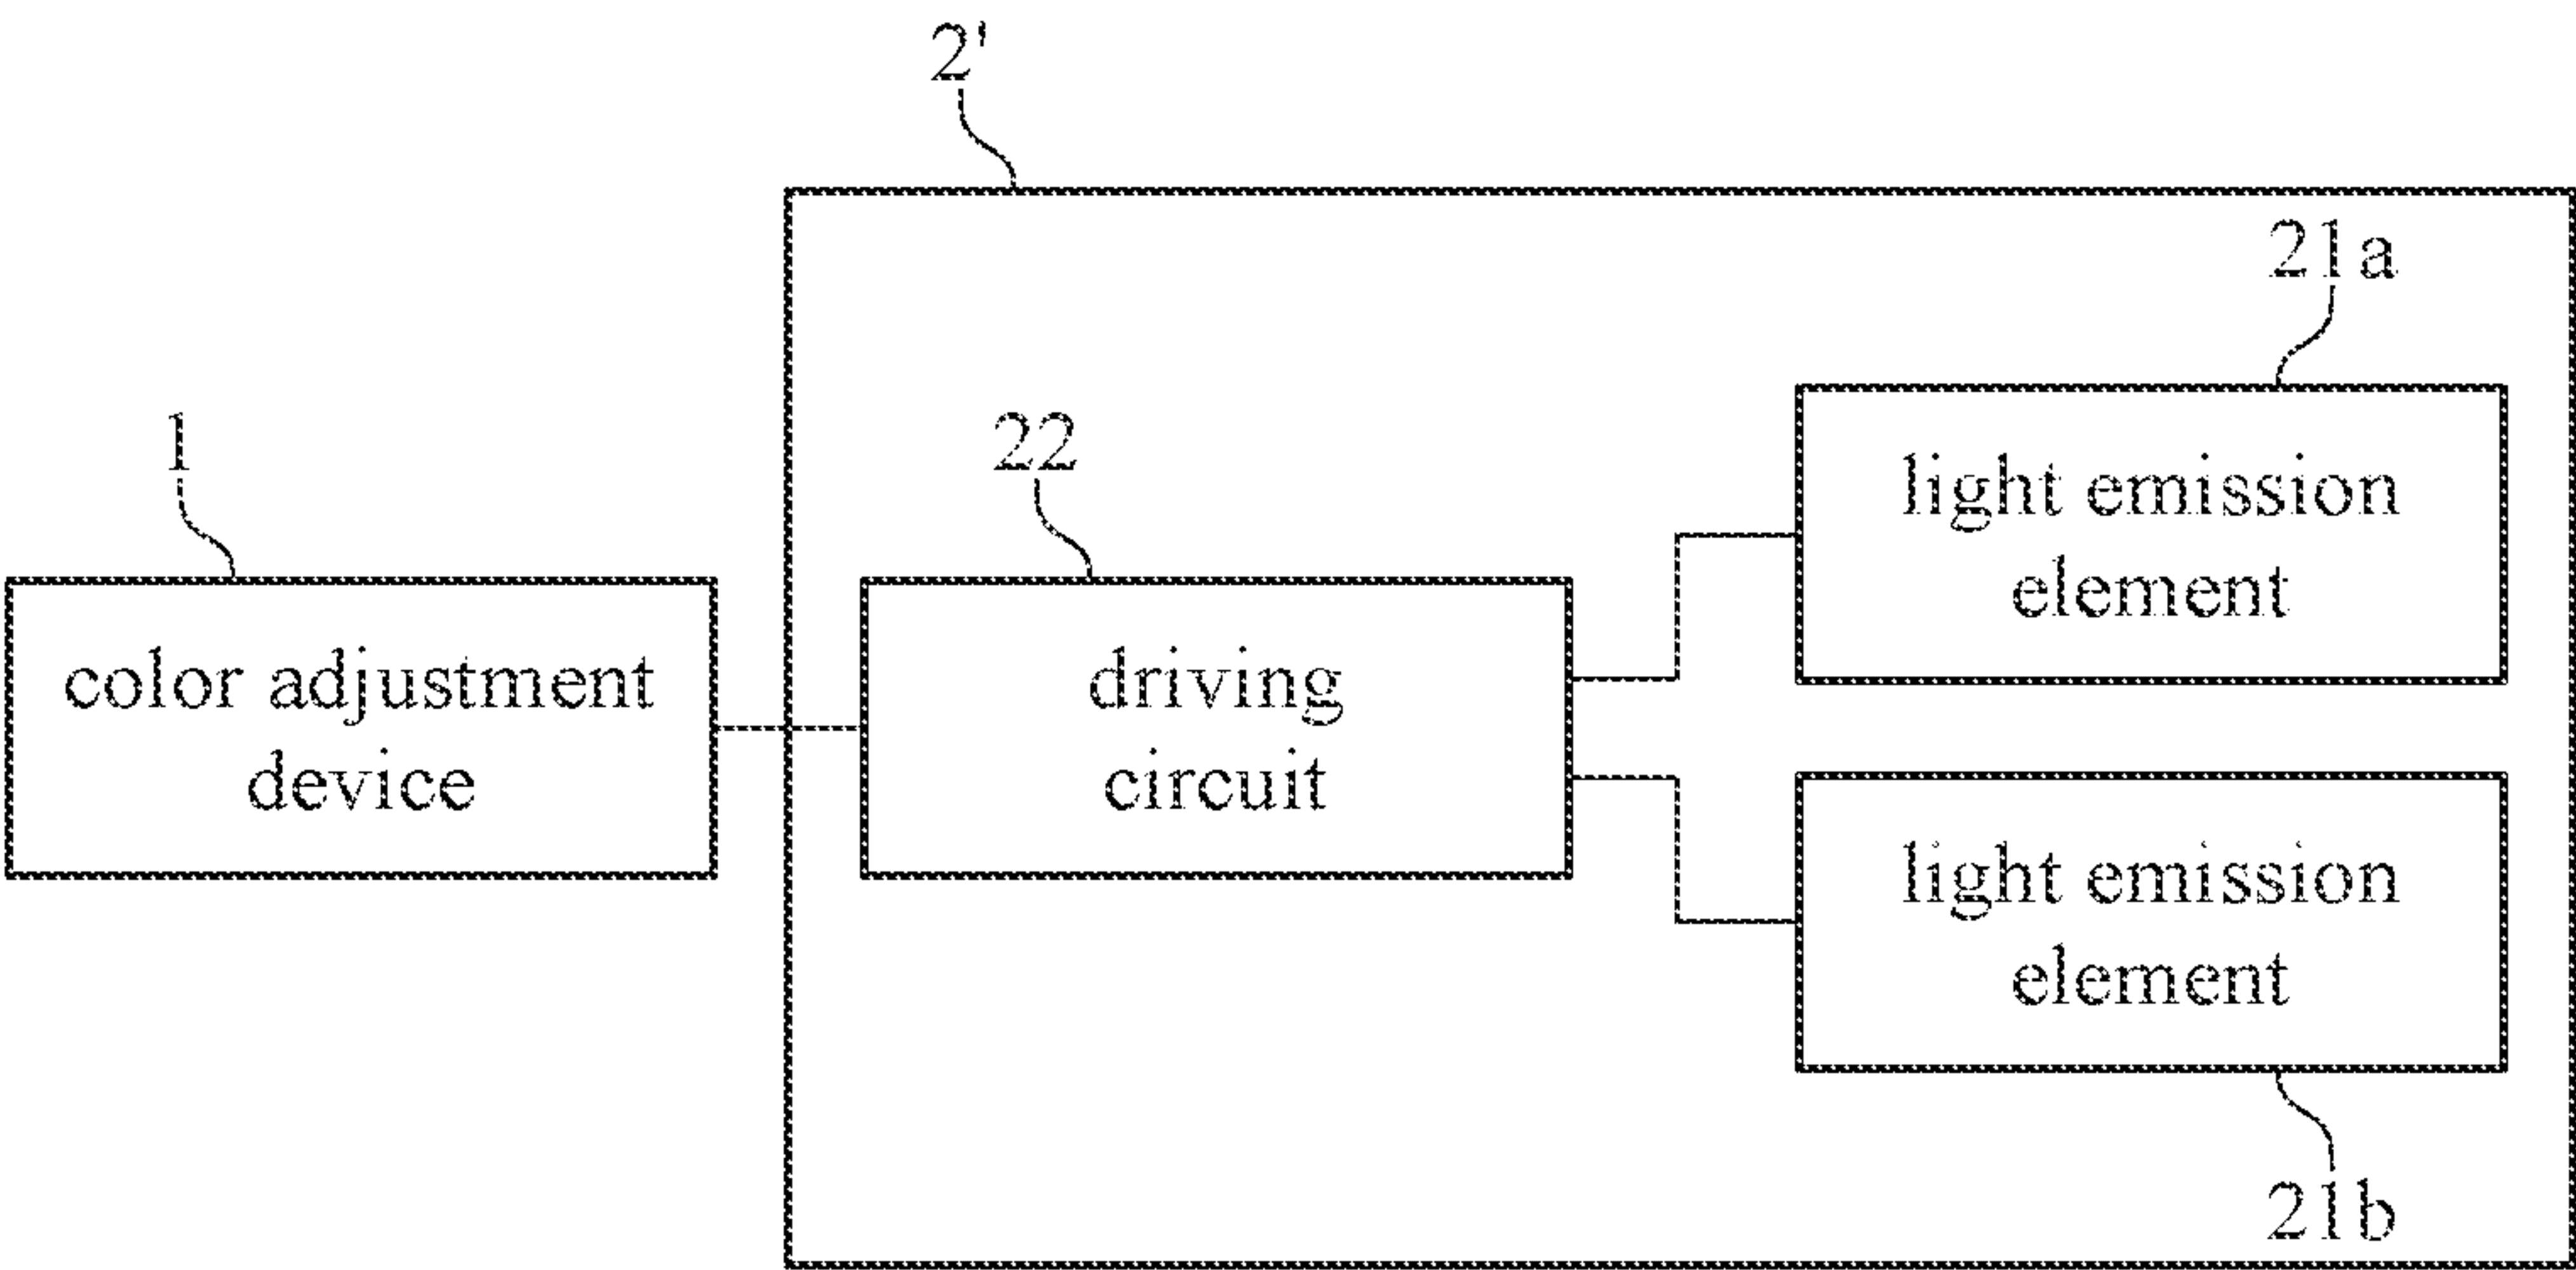 2'
21a
1
22
light emission
element
color adjustment
device
driving
circuit
light emission
element
21b